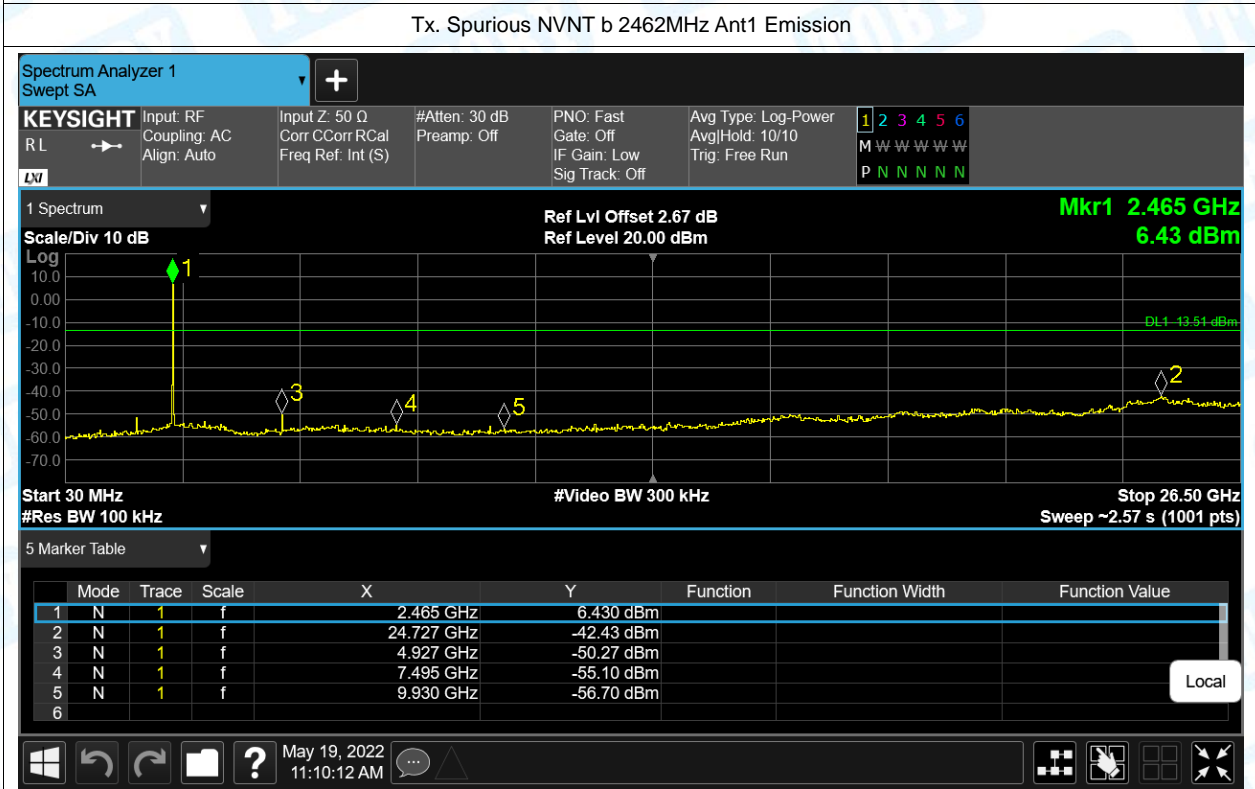 Tx. Spurious NVNT b 2462MHz Ant1 Emission
Spectrum Analyzer 1
Swept SA
KEYSIGHT
RL
LXI
Input: RF
Coupling: AC
Align: Auto
Input Z: 50 Ω
Corr CCorr RCal
Freq Ref: Int (S)
#Atten: 30 dB
Preamp: Off
PNO: Fast
Gate: Off
IF Gain: Low
Sig Track: Off
Avg Type: Log-Power
Avg|Hold: 10/10
Trig: Free Run
1 2 3 4 5 6
M W W W W W
P N N N N N
1 Spectrum
Scale/Div 10 dB
Ref Lvl Offset 2.67 dB
Ref Level 20.00 dBm
Mkr1 2.465 GHz
6.43 dBm
Log
10.0
0.00
-10.0
-20.0
-30.0
-40.0
-50.0
-60.0
-70.0
1
DL1 -13.51 dBm
2
3
4
5
Start 30 MHz
#Video BW 300 kHz
Stop 26.50 GHz
#Res BW 100 kHz
Sweep ~2.57 s (1001 pts)
5 Marker Table
Mode Trace Scale X Y Function Function Width Function Value
1 N 1 f 2.465 GHz 6.430 dBm
2 N 1 f 24.727 GHz -42.43 dBm
3 N 1 f 4.927 GHz -50.27 dBm
4 N 1 f 7.495 GHz -55.10 dBm
5 N 1 f 9.930 GHz -56.70 dBm
6
Local
?
May 19, 2022
11:10:12 AM